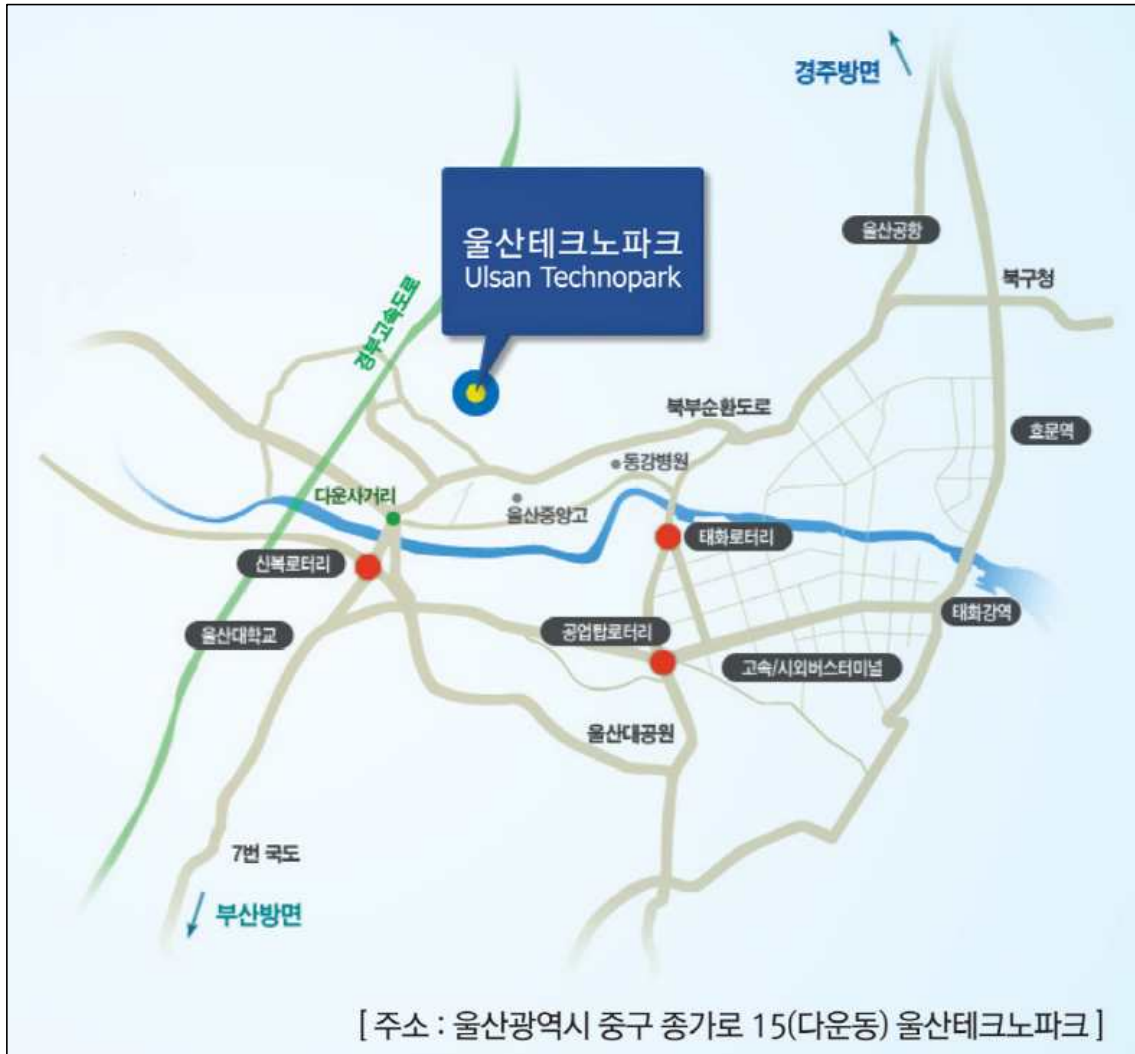 경주방면
울산테크노파크
Ulsan Technopark
울산공항
북구청
경부고속도로
북부순환도로
호문역
동강병원
다운사거리
울산중앙고
태화로터리
신복로터리
태화강역
울산대학교
공업탑로터리
고속/시외버스터미널
울산대공원
7번 국도
부산방면
[ 주소 : 울산광역시 중구 종가로 15(다운동) 울산테크노파크 ]